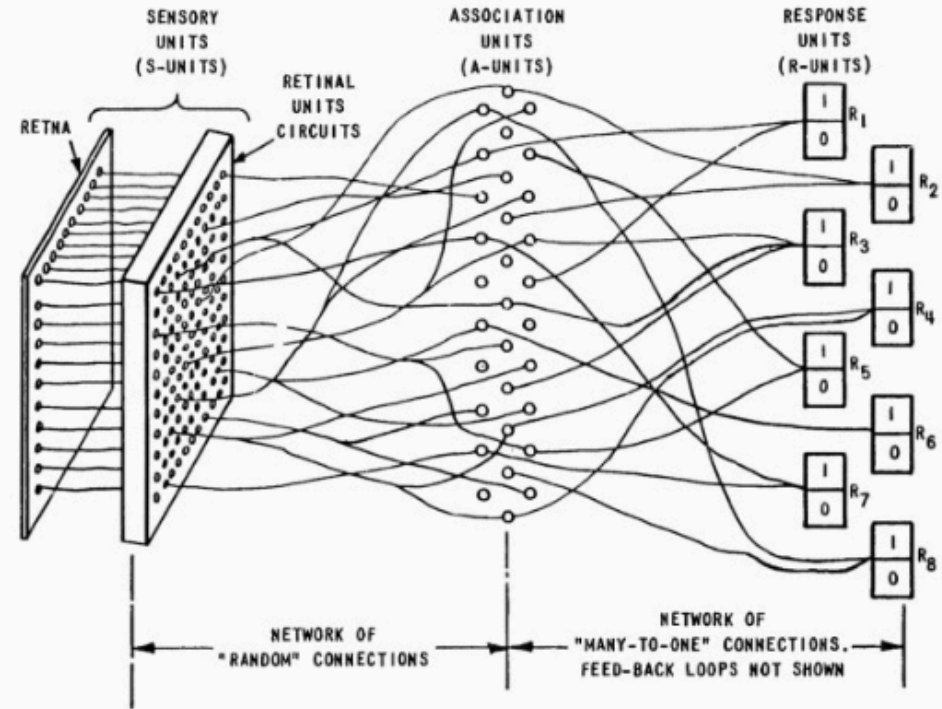 SENSORY
UNITS
(S-UNITS)
ASSOCIATION
UNITS
(A-UNITS)
RESPONSE
UNITS
(R-UNITS)
RETINAL
UNITS
CIRCUITS
RETNA
1
0
R1
1
0
R2
1
0
R3
1
0
R4
1
0
R5
1
0
R6
1
0
R7
1
0
R8
NETWORK OF
"RANDOM" CONNECTIONS
NETWORK OF
"MANY-TO-ONE" CONNECTIONS.
FEED-BACK LOOPS NOT SHOWN